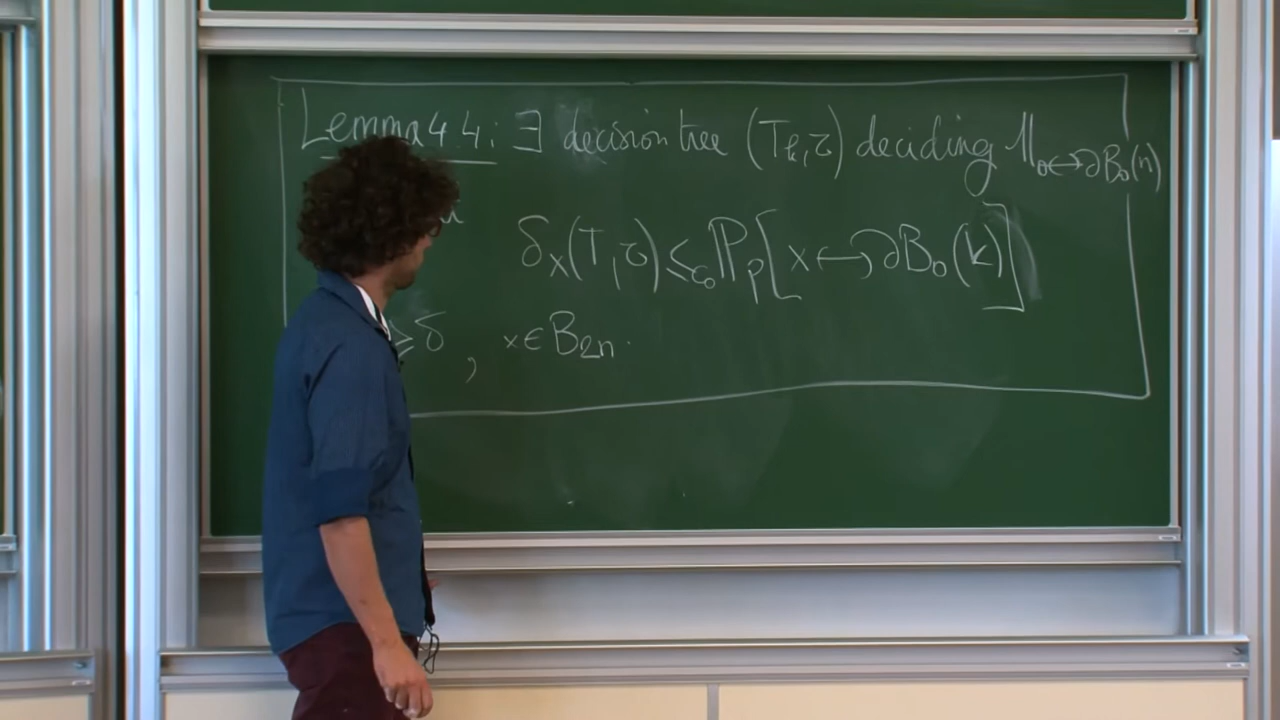 Lemma 4.4: ∃ decision tree (T_k, τ) deciding 𝟙_{0↔∂B_0(n)}
δ_x(T, τ) ≤_{c_0} ℙ_p[x ↔ ∂B_0(k)]
≥ δ, x ∈ B_{2n}.